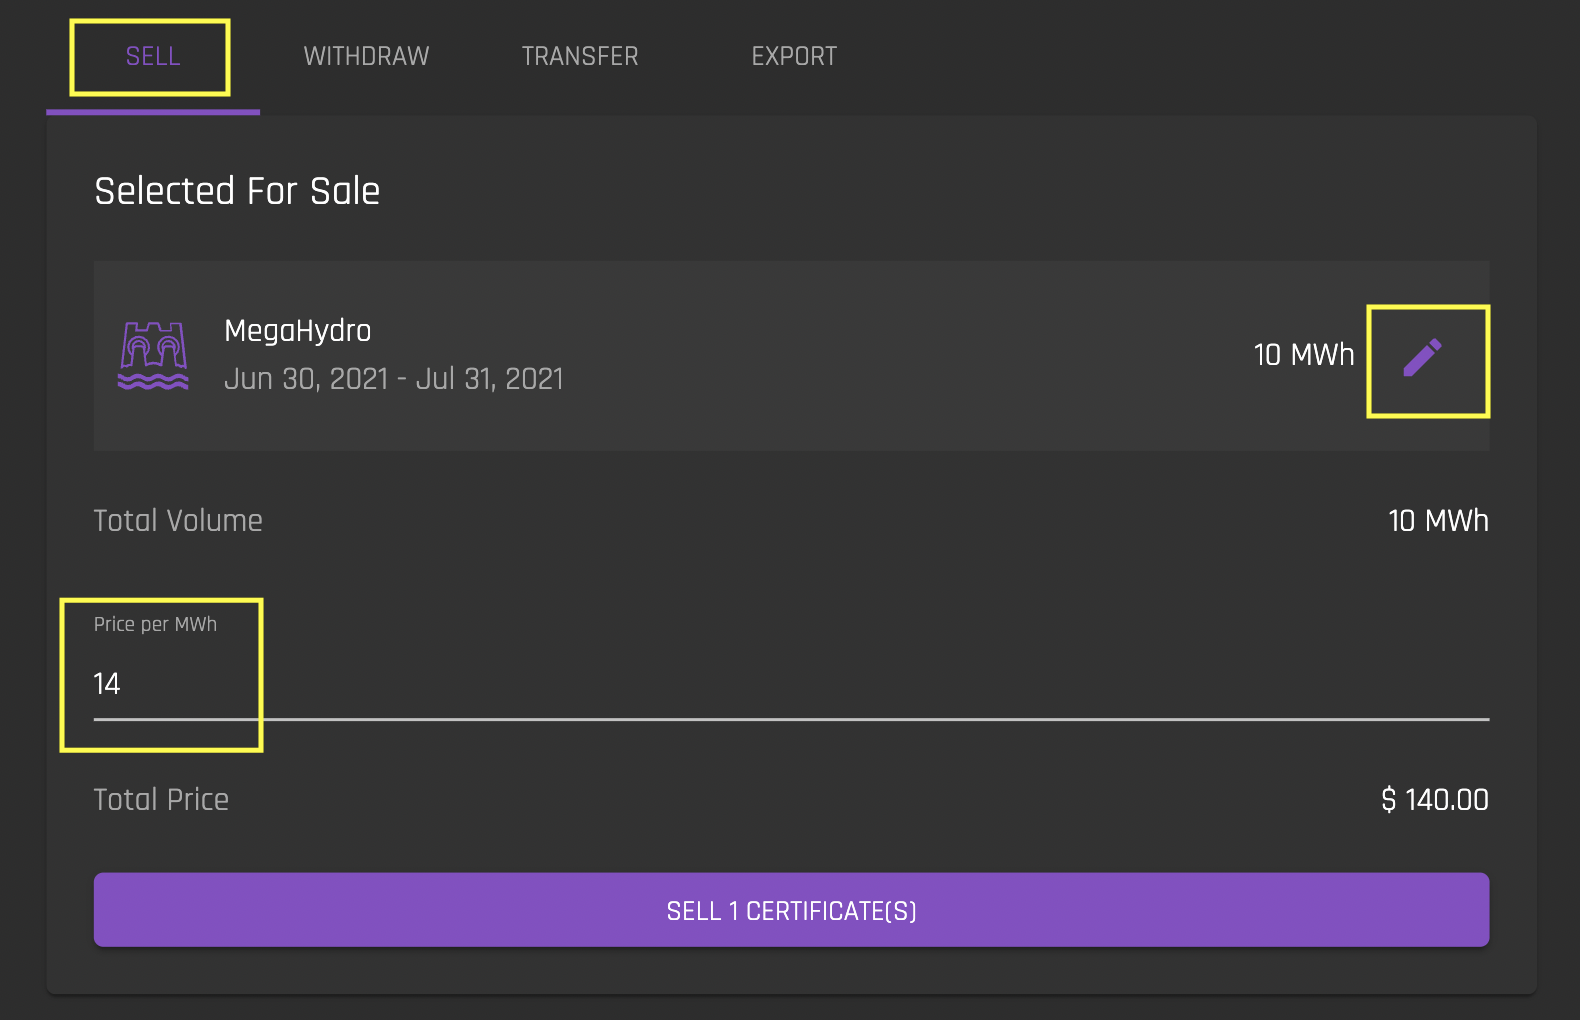 SELL
WITHDRAW
TRANSFER
EXPORT
Selected For Sale
MegaHydro
Jun 30, 2021 - Jul 31, 2021
10 MWh
Total Volume
10 MWh
Price per MWh
14
Total Price
$ 140.00
SELL 1 CERTIFICATE(S)